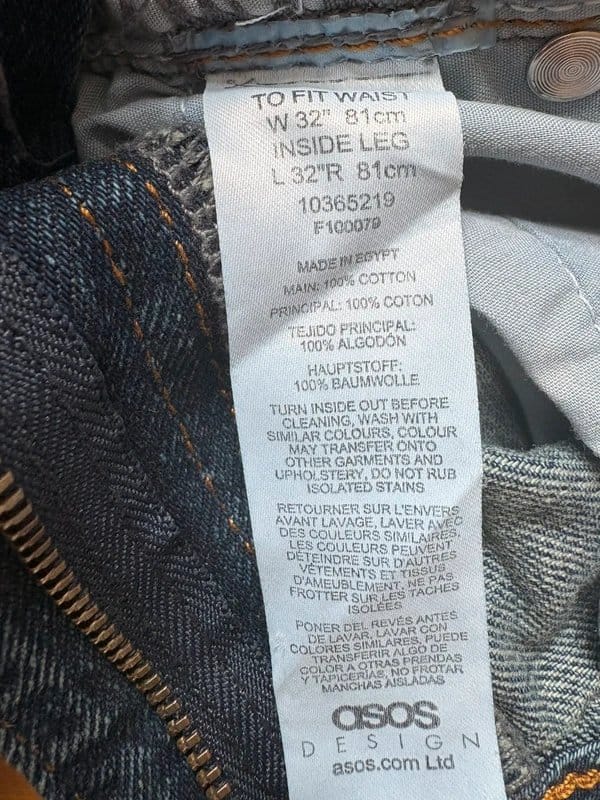 TO FIT WAIST
W 32" 81cm
INSIDE LEG
L 32"R 81cm
10365219
F100079
MADE IN EGYPT
MAIN: 100% COTTON
PRINCIPAL: 100% COTON
TEJIDO PRINCIPAL:
100% ALGODÓN
HAUPTSTOFF:
100% BAUMWOLLE
TURN INSIDE OUT BEFORE
CLEANING, WASH WITH
SIMILAR COLOURS, COLOUR
MAY TRANSFER ONTO
OTHER GARMENTS AND
UPHOLSTERY, DO NOT RUB
ISOLATED STAINS
RETOURNER SUR L'ENVERS
AVANT LAVAGE, LAVER AVEC
DES COULEURS SIMILAIRES,
LES COULEURS PEUVENT
DÉTEINDRE SUR D'AUTRES
VÊTEMENTS ET TISSUS
D'AMEUBLEMENT, NE PAS
FROTTER SUR LES TACHES
ISOLÉES
PONER DEL REVÉS ANTES
DE LAVAR, LAVAR CON
COLORES SIMILARES, PUEDE
TRANSFERIR ALGO DE
COLOR A OTRAS PRENDAS
Y TAPICERÍAS, NO FROTAR
MANCHAS AISLADAS
asos
DESIGN
asos.com Ltd